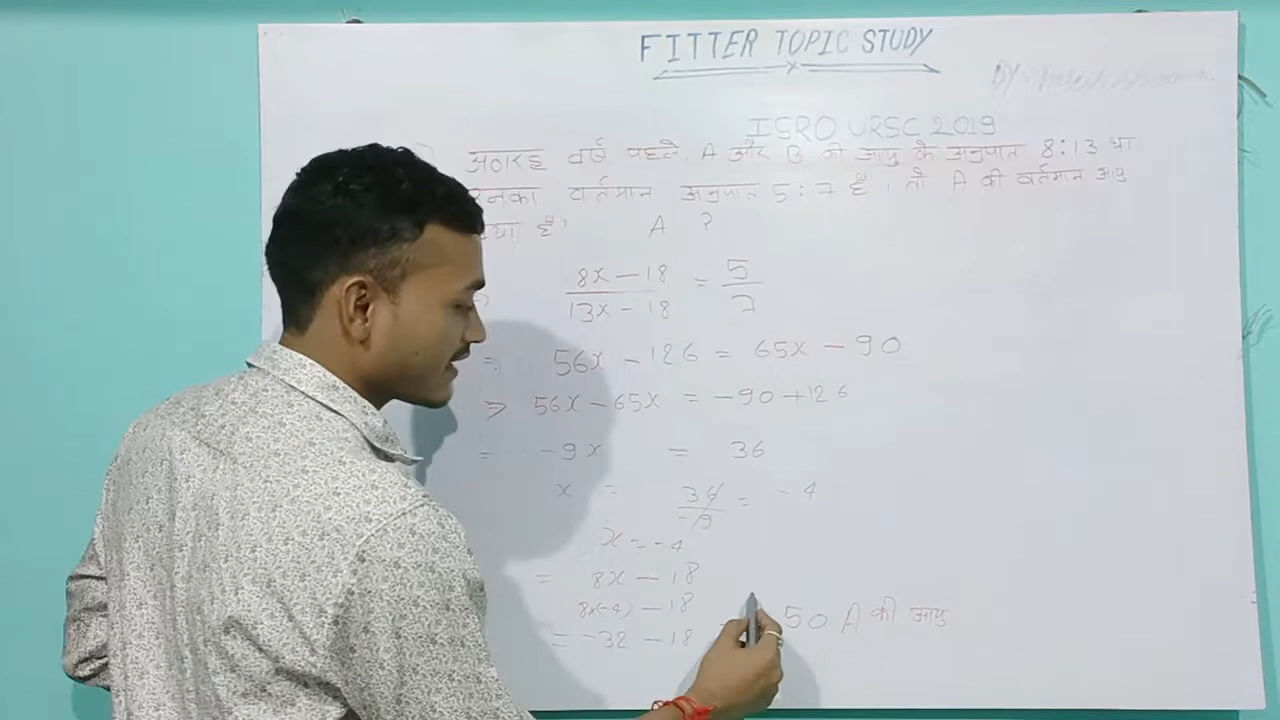 FITTER TOPIC STUDY
BY
ISRO URSC 2019
अठारह वर्ष पहले, A और B की आयु के अनुपात 8:13 था
वर्तमान अनुपात 5:7 है। तो A की वर्तमान आयु
है? A ?
8x - 18 / 13x - 18 = 5 / 7
⇒ 56x - 126 = 65x - 90
⇒ 56x - 65x = -90 + 126
= -9x = 36
x = 36 / -9 = -4
x = -4
= 8x - 18
8x(-4) - 18
= -32 - 18 50 A की आयु